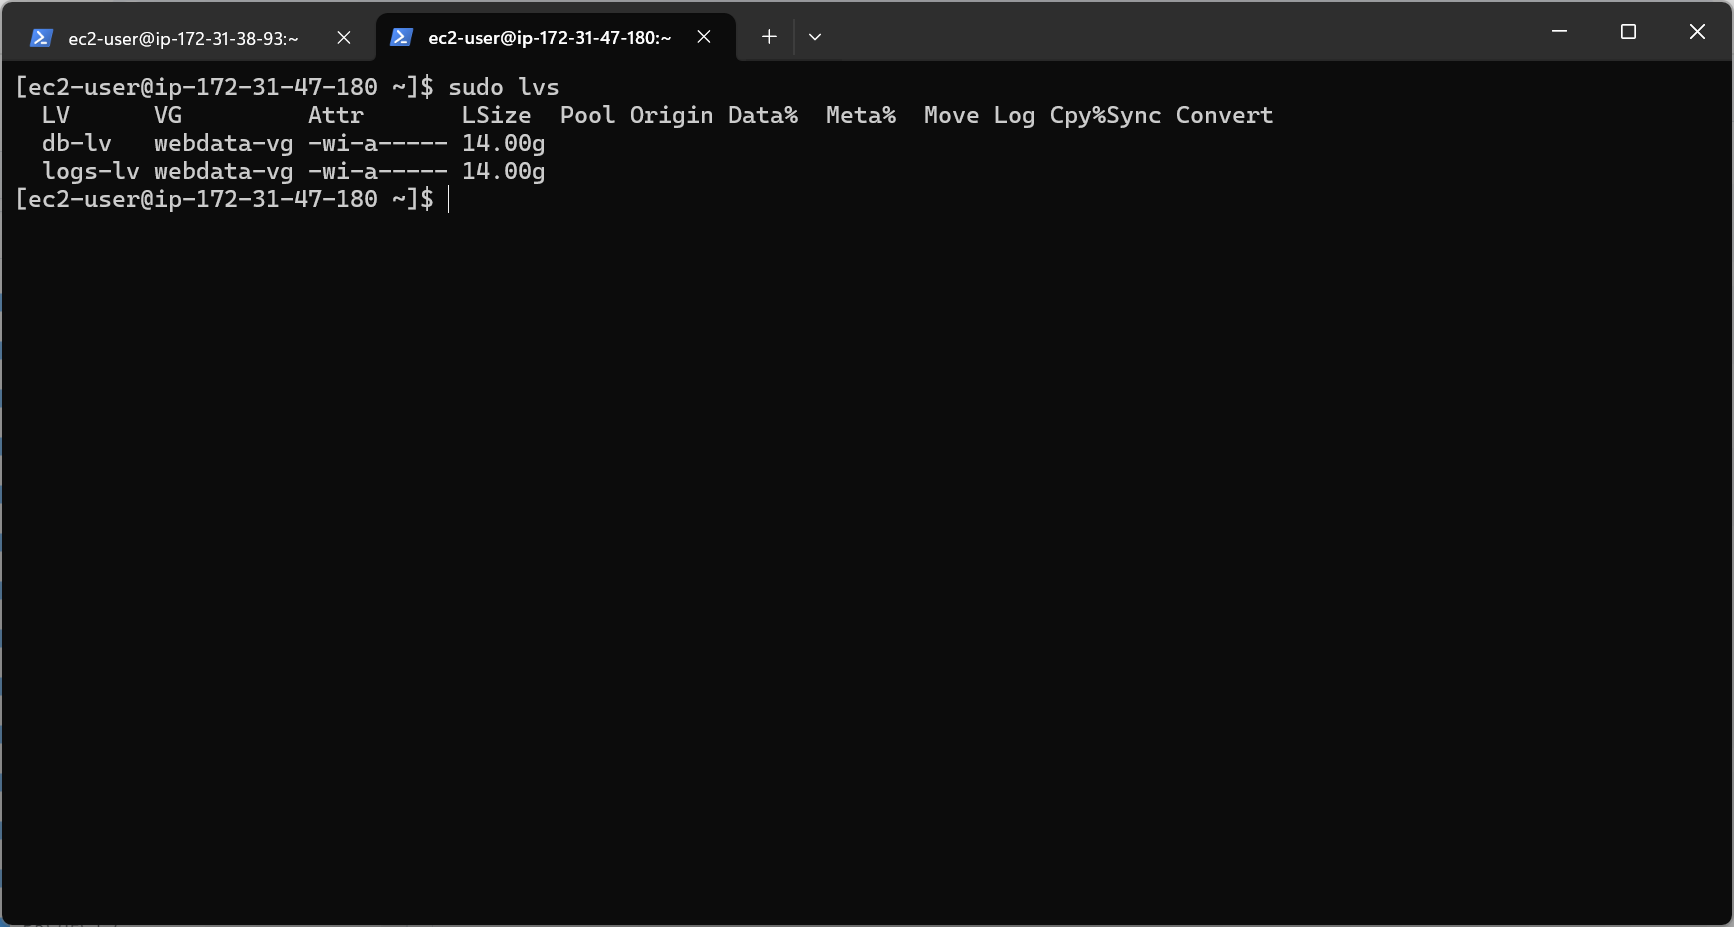 ec2-user@ip-172-31-38-93:~ ec2-user@ip-172-31-47-180:~
[ec2-user@ip-172-31-47-180 ~]$ sudo lvs
  LV      VG         Attr       LSize  Pool Origin Data%  Meta%  Move Log Cpy%Sync Convert
  db-lv   webdata-vg -wi-a----- 14.00g
  logs-lv webdata-vg -wi-a----- 14.00g
[ec2-user@ip-172-31-47-180 ~]$